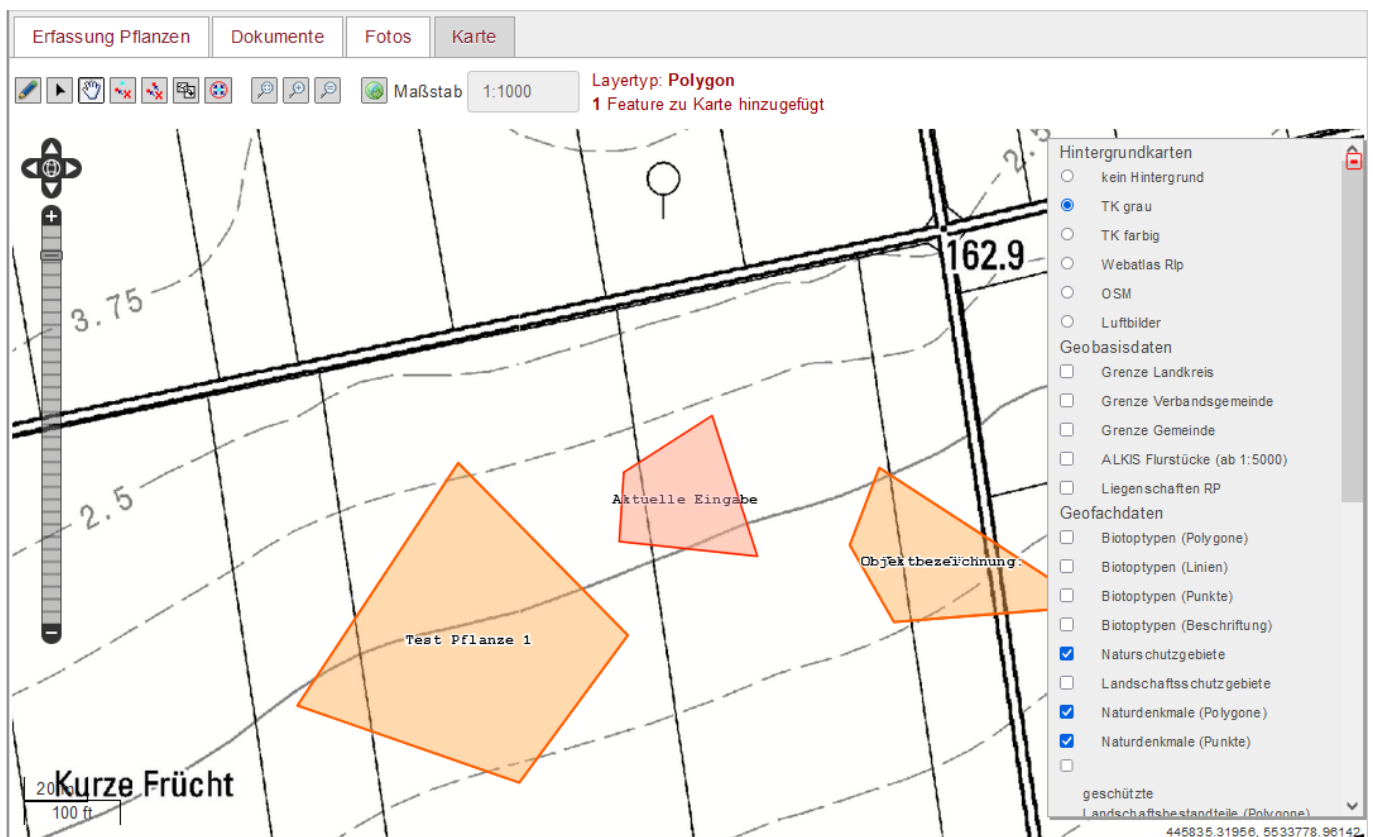 Erfassung Pflanzen
Dokumente
Fotos
Karte
Maßstab
1:1000
Layertyp: Polygon
1 Feature zu Karte hinzugefügt
3.75
2.5
2.5
162.9
Aktuelle Eingabe
Objektbezeichnung:
Test Pflanze 1
Kurze Frücht
20 m
100 ft
Hintergrundkarten
kein Hintergrund
TK grau
TK farbig
Webatlas Rlp
OSM
Luftbilder
Geobasisdaten
Grenze Landkreis
Grenze Verbandsgemeinde
Grenze Gemeinde
ALKIS Flurstücke (ab 1:5000)
Liegenschaften RP
Geofachdaten
Biotoptypen (Polygone)
Biotoptypen (Linien)
Biotoptypen (Punkte)
Biotoptypen (Beschriftung)
Naturschutzgebiete
Landschaftsschutzgebiete
Naturdenkmale (Polygone)
Naturdenkmale (Punkte)
geschützte
Landschaftsbestandteile (Polygone)
445835.31956, 5533778.96142